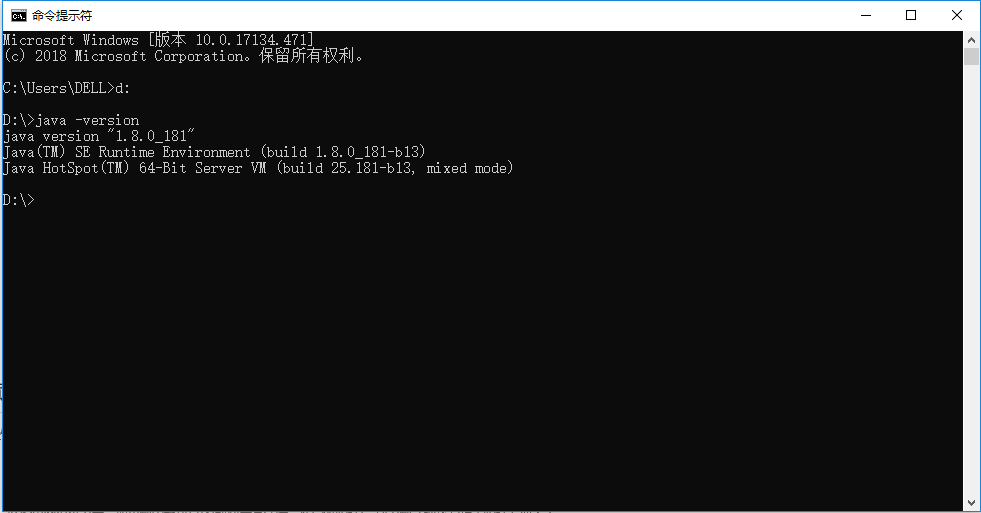 命令提示符
Microsoft Windows [版本 10.0.17134.471]
(c) 2018 Microsoft Corporation。保留所有权利。
C:\Users\DELL>d:
D:\>java -version
java version "1.8.0_181"
Java(TM) SE Runtime Environment (build 1.8.0_181-b13)
Java HotSpot(TM) 64-Bit Server VM (build 25.181-b13, mixed mode)
D:\>